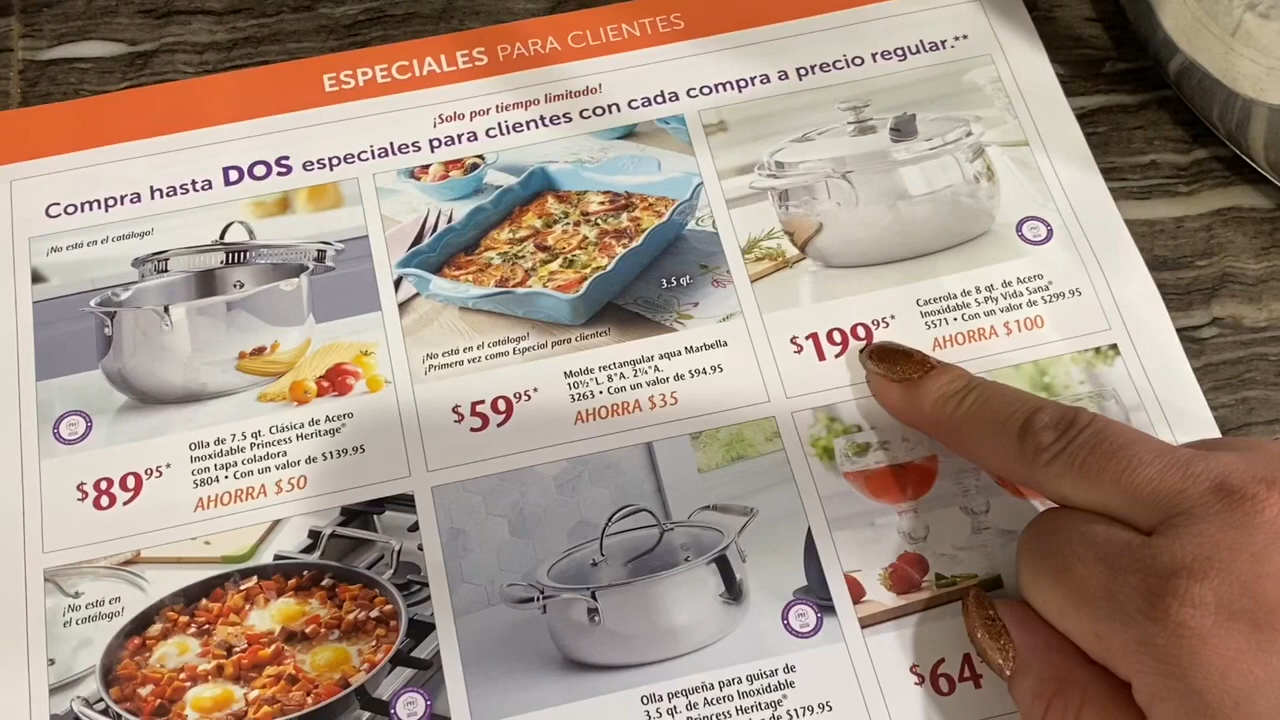 ESPECIALES PARA CLIENTES
¡Solo por tiempo limitado!
Compra hasta DOS especiales para clientes con cada compra a precio regular.**
¡No está en el catálogo!
$89.95*
Olla de 7.5 qt. Clásica de Acero
Inoxidable Princess Heritage®
con tapa coladora
5804 • Con un valor de $139.95
AHORRA $50
3.5 qt.
¡No está en el catálogo!
¡Primera vez como Especial para clientes!
$59.95*
Molde rectangular aqua Marbella
10½"L. 8"A. 2¼"A.
3263 • Con un valor de $94.95
AHORRA $35
$199.95*
Cacerola de 8 qt. de Acero
Inoxidable 5-Ply Vida Sana®
5571 • Con un valor de $299.95
AHORRA $100
¡No está en
el catálogo!
Olla pequeña para guisar de
3.5 qt. de Acero Inoxidable
Princess Heritage®
de $179.95
$64